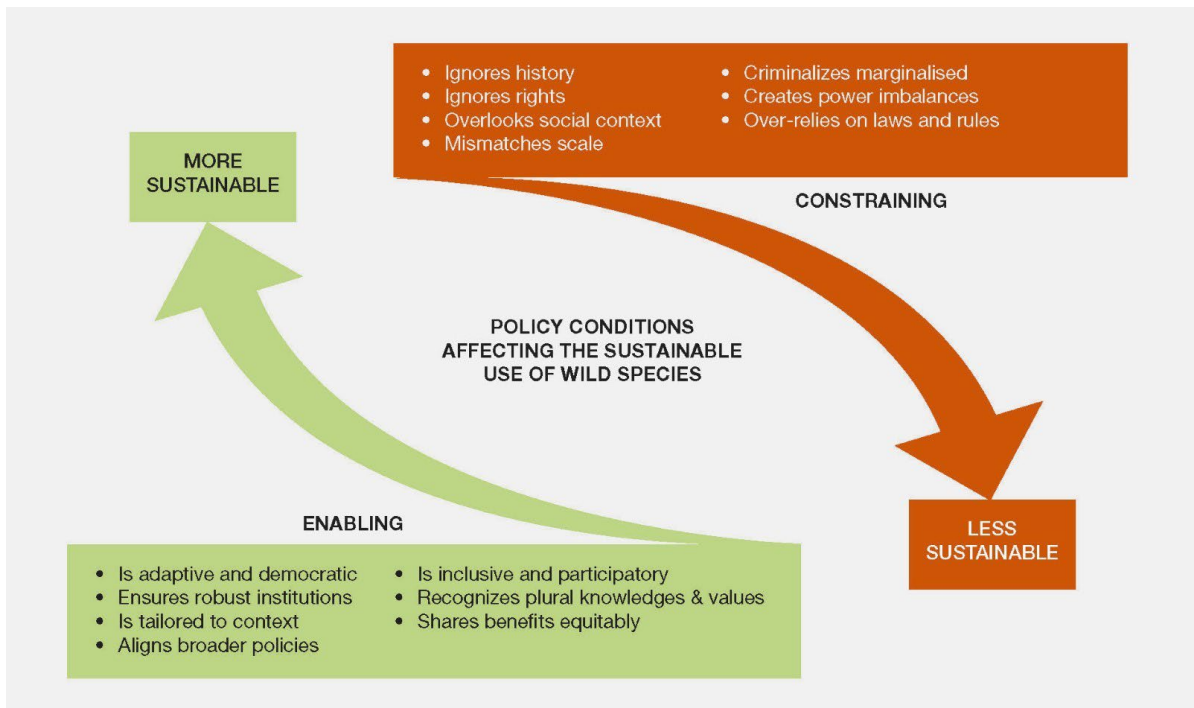 • Ignores history
• Ignores rights
• Overlooks social context
• Mismatches scale
• Criminalizes marginalised
• Creates power imbalances
• Over-relies on laws and rules
CONSTRAINING
MORE
SUSTAINABLE
POLICY CONDITIONS
AFFECTING THE SUSTAINABLE
USE OF WILD SPECIES
LESS
SUSTAINABLE
ENABLING
• Is adaptive and democratic
• Ensures robust institutions
• Is tailored to context
• Aligns broader policies
• Is inclusive and participatory
• Recognizes plural knowledges & values
• Shares benefits equitably